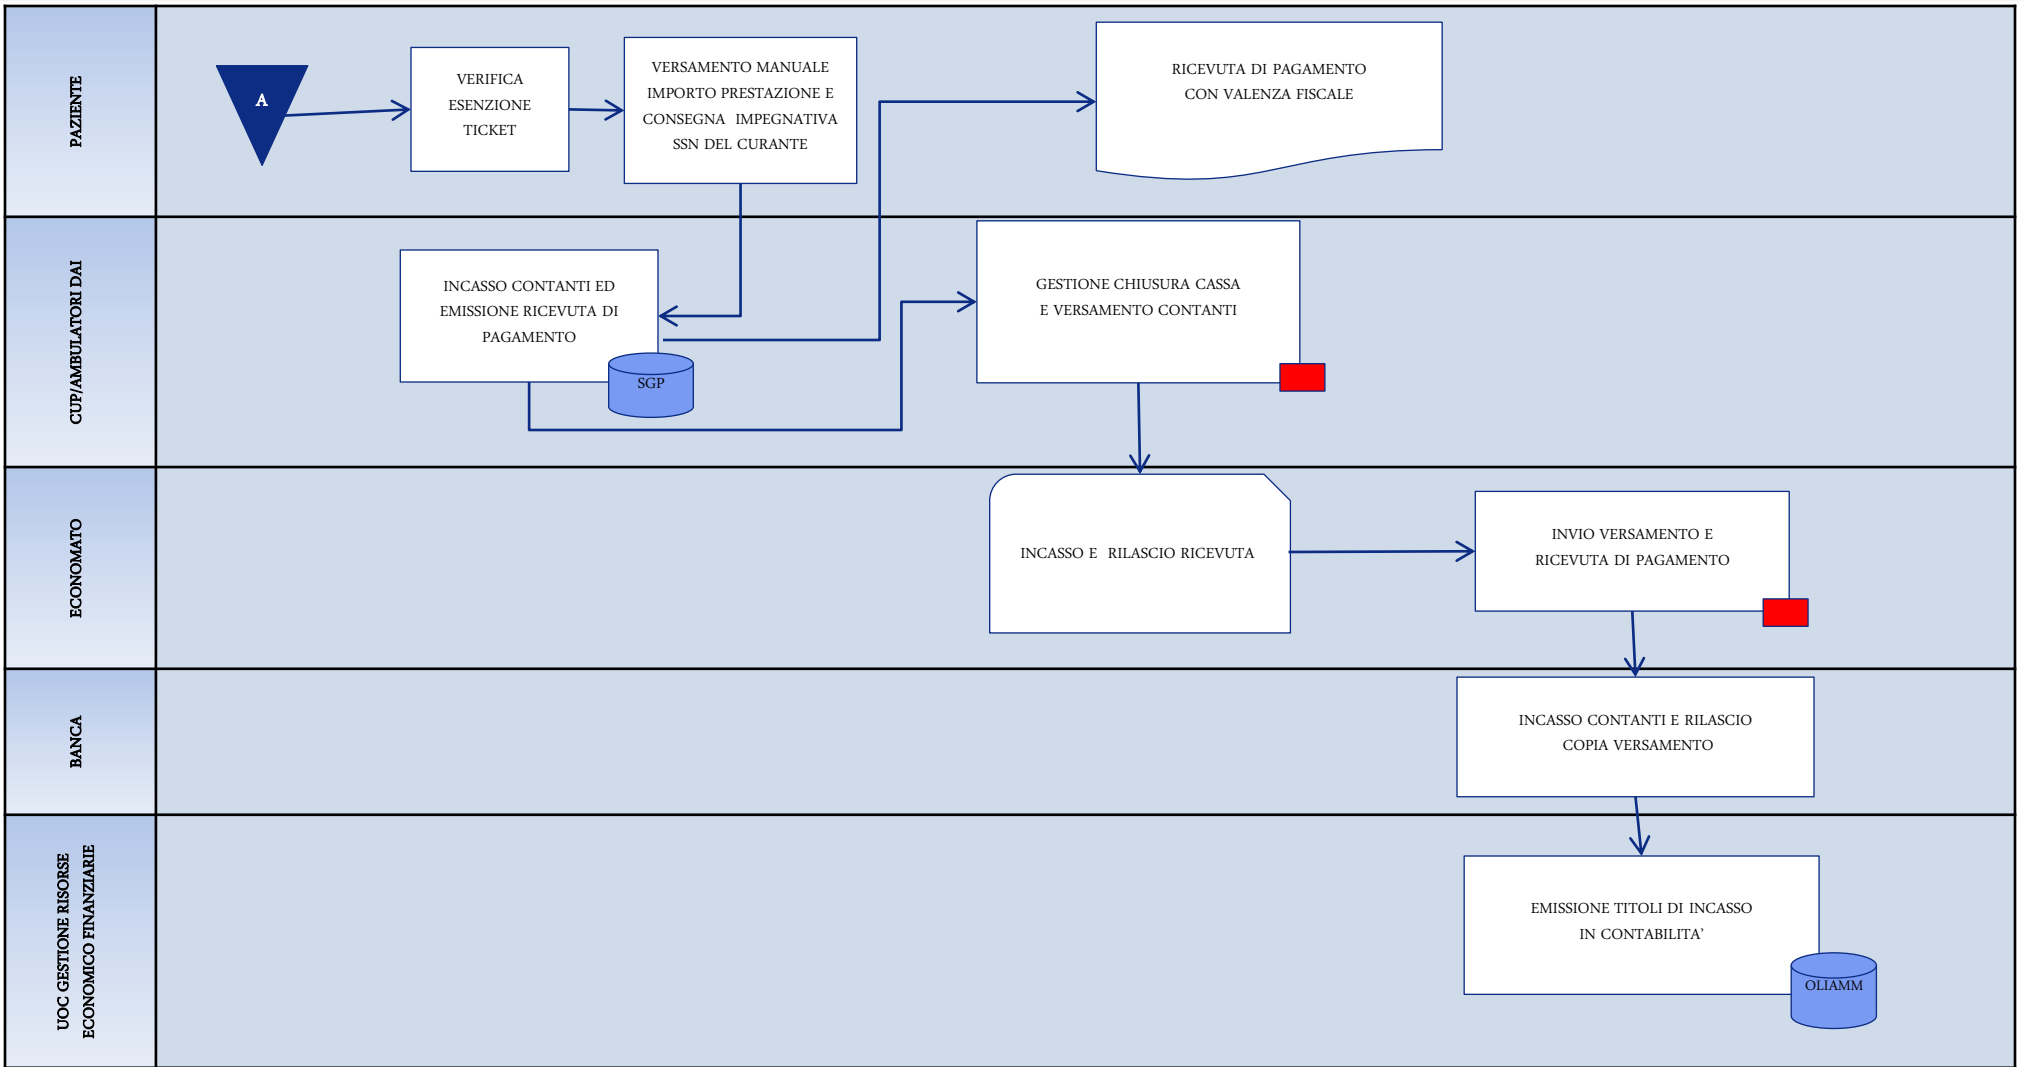 PAZIENTE
A
VERIFICA
ESENZIONE
TICKET
VERSAMENTO MANUALE
IMPORTO PRESTAZIONE E
CONSEGNA IMPEGNATIVA
SSN DEL CURANTE
RICEVUTA DI PAGAMENTO
CON VALENZA FISCALE
CUP/AMBULATORI DAI
INCASSO CONTANTI ED
EMISSIONE RICEVUTA DI
PAGAMENTO
SGP
GESTIONE CHIUSURA CASSA
E VERSAMENTO CONTANTI
ECONOMATO
INCASSO E RILASCIO RICEVUTA
INVIO VERSAMENTO E
RICEVUTA DI PAGAMENTO
BANCA
INCASSO CONTANTI E RILASCIO
COPIA VERSAMENTO
UOC GESTIONE RISORSE
ECONOMICO FINANZIARIE
EMISSIONE TITOLI DI INCASSO
IN CONTABILITA’
OLIAMM